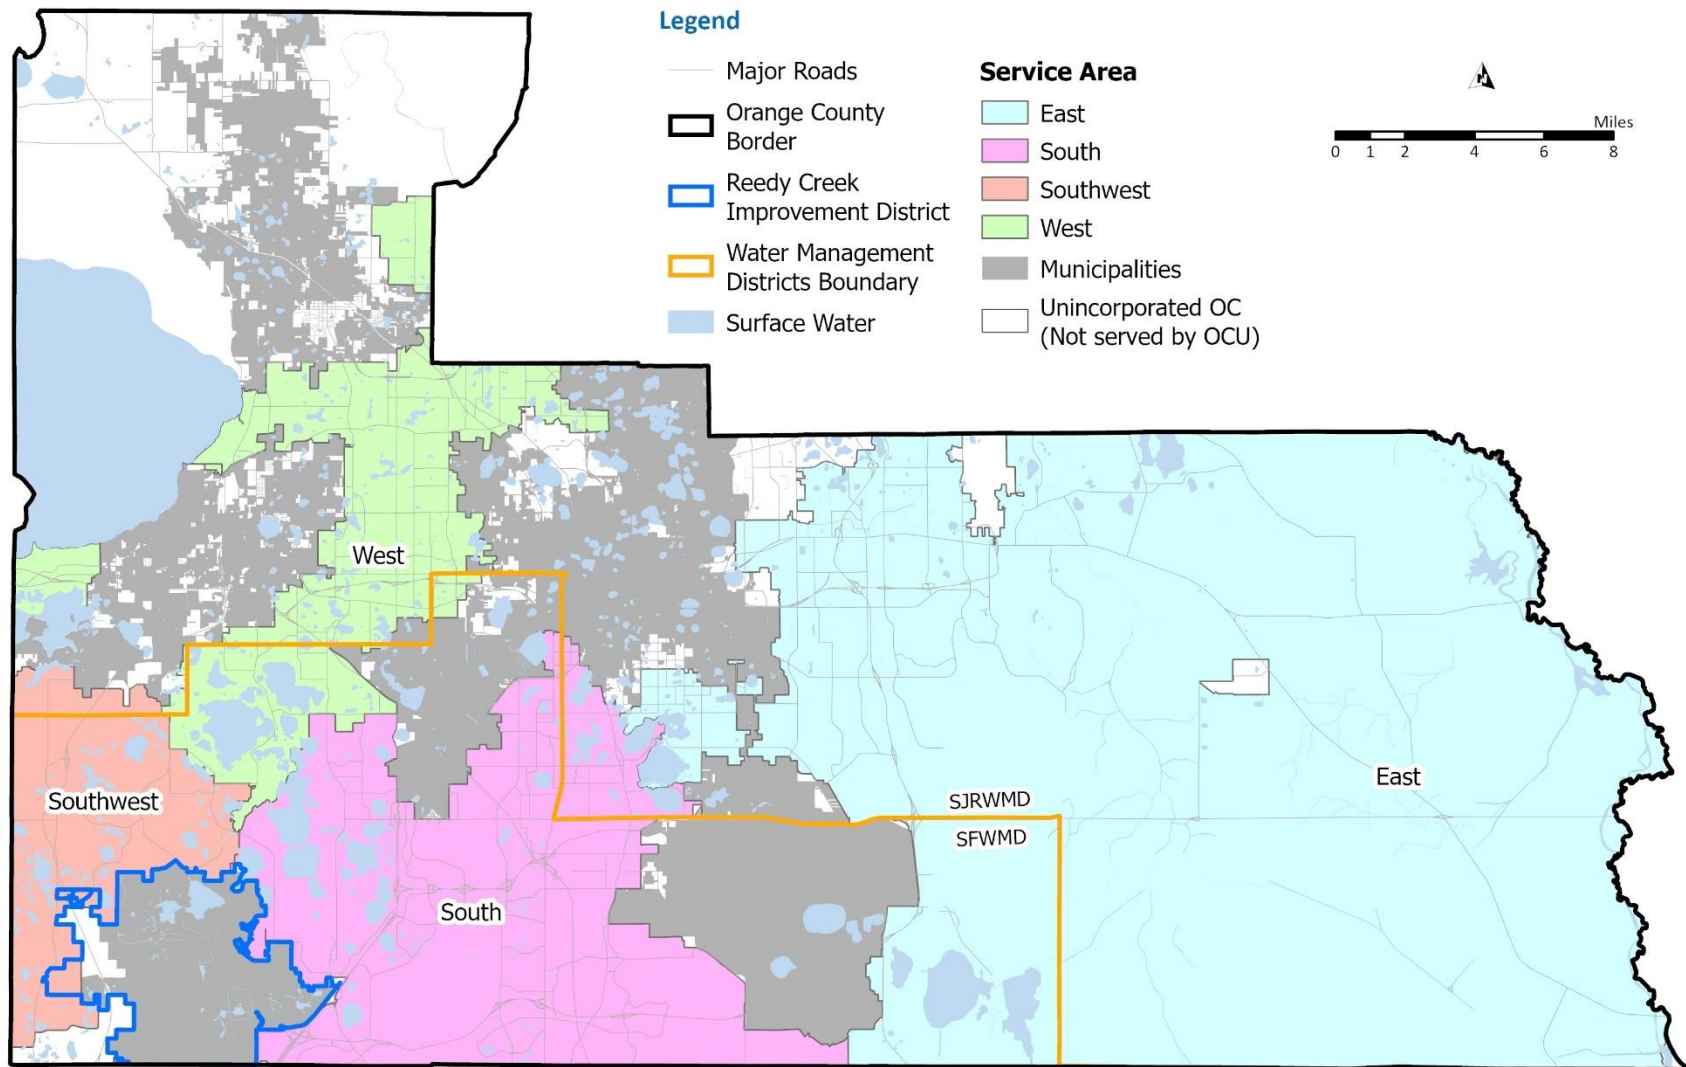 Legend
Major Roads
Orange County
Border
Reedy Creek
Improvement District
Water Management
Districts Boundary
Surface Water
Service Area
East
South
Southwest
West
Municipalities
Unincorporated OC
(Not served by OCU)
N
Miles
0 1 2 4 6 8
West
Southwest
South
East
SJRWMD
SFWMD